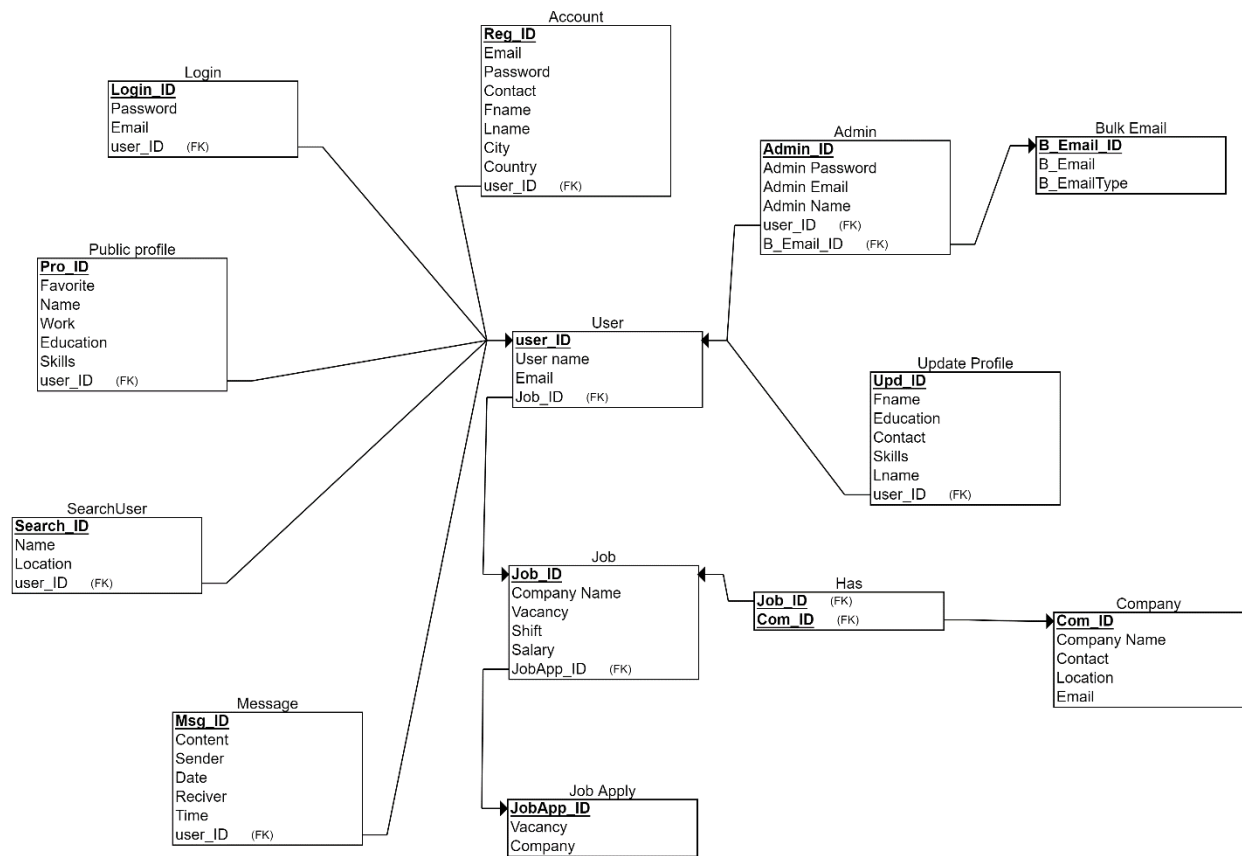 Account
Reg_ID
Email
Password
Contact
Fname
Lname
City
Country
user_ID (FK)
Login
Login_ID
Password
Email
user_ID (FK)
Admin
Admin_ID
Admin Password
Admin Email
Admin Name
user_ID (FK)
B_Email_ID (FK)
Bulk Email
B_Email_ID
B_Email
B_EmailType
Public profile
Pro_ID
Favorite
Name
Work
Education
Skills
user_ID (FK)
User
user_ID
User name
Email
Job_ID (FK)
Update Profile
Upd_ID
Fname
Education
Contact
Skills
Lname
user_ID (FK)
SearchUser
Search_ID
Name
Location
user_ID (FK)
Job
Job_ID
Company Name
Vacancy
Shift
Salary
JobApp_ID (FK)
Has
Job_ID (FK)
Com_ID (FK)
Company
Com_ID
Company Name
Contact
Location
Email
Message
Msg_ID
Content
Sender
Date
Reciver
Time
user_ID (FK)
Job Apply
JobApp_ID
Vacancy
Company